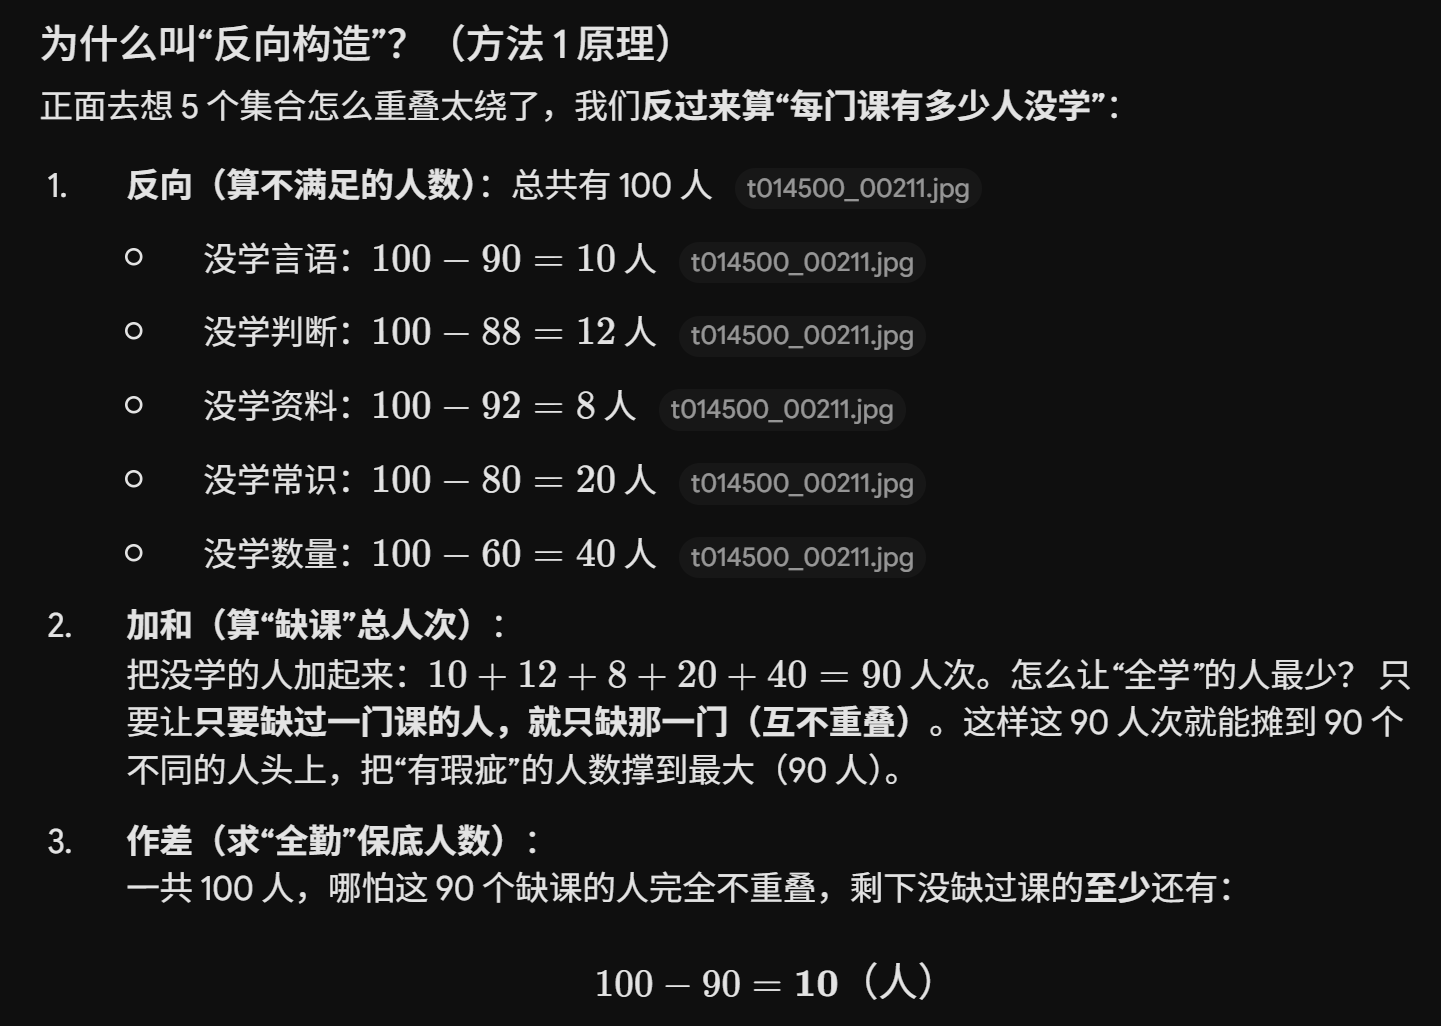 为什么叫“反向构造”？（方法 1 原理）
正面去想 5 个集合怎么重叠太绕了，我们反过来算“每门课有多少人没学”：
1. 反向（算不满足的人数）：总共有 100 人 t014500_00211.jpg
○ 没学言语：100 − 90 = 10 人 t014500_00211.jpg
○ 没学判断：100 − 88 = 12 人 t014500_00211.jpg
○ 没学资料：100 − 92 = 8 人 t014500_00211.jpg
○ 没学常识：100 − 80 = 20 人 t014500_00211.jpg
○ 没学数量：100 − 60 = 40 人 t014500_00211.jpg
2. 加和（算“缺课”总人次）：
把没学的人加起来：10 + 12 + 8 + 20 + 40 = 90 人次。怎么让“全学”的人最少？ 只
要让只要缺过一门课的人，就只缺那一门（互不重叠）。这样这 90 人次就能摊到 90 个
不同的人头上，把“有瑕疵”的人数撑到最大（90 人）。
3. 作差（求“全勤”保底人数）：
一共 100 人，哪怕这 90 个缺课的人完全不重叠，剩下没缺过课的至少还有：
100 − 90 = 10（人）